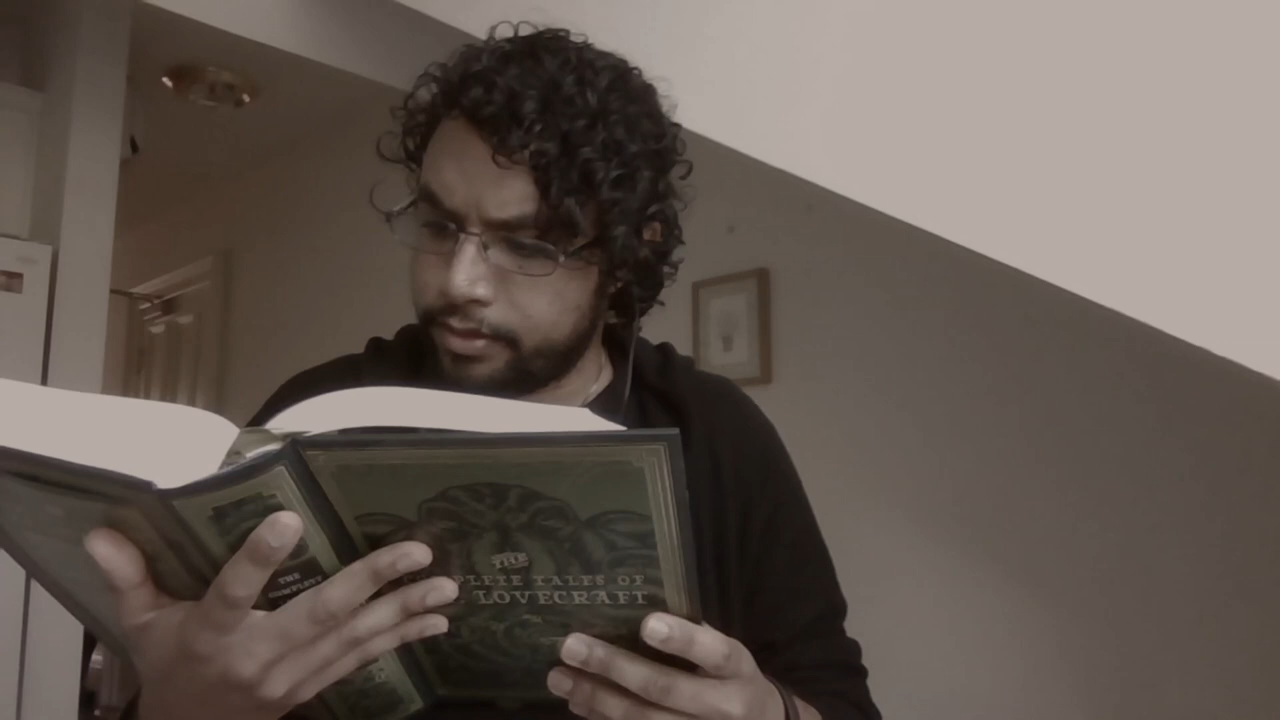 THE
COMPLETE
THE
PLETE TALES OF
LOVECRAFT